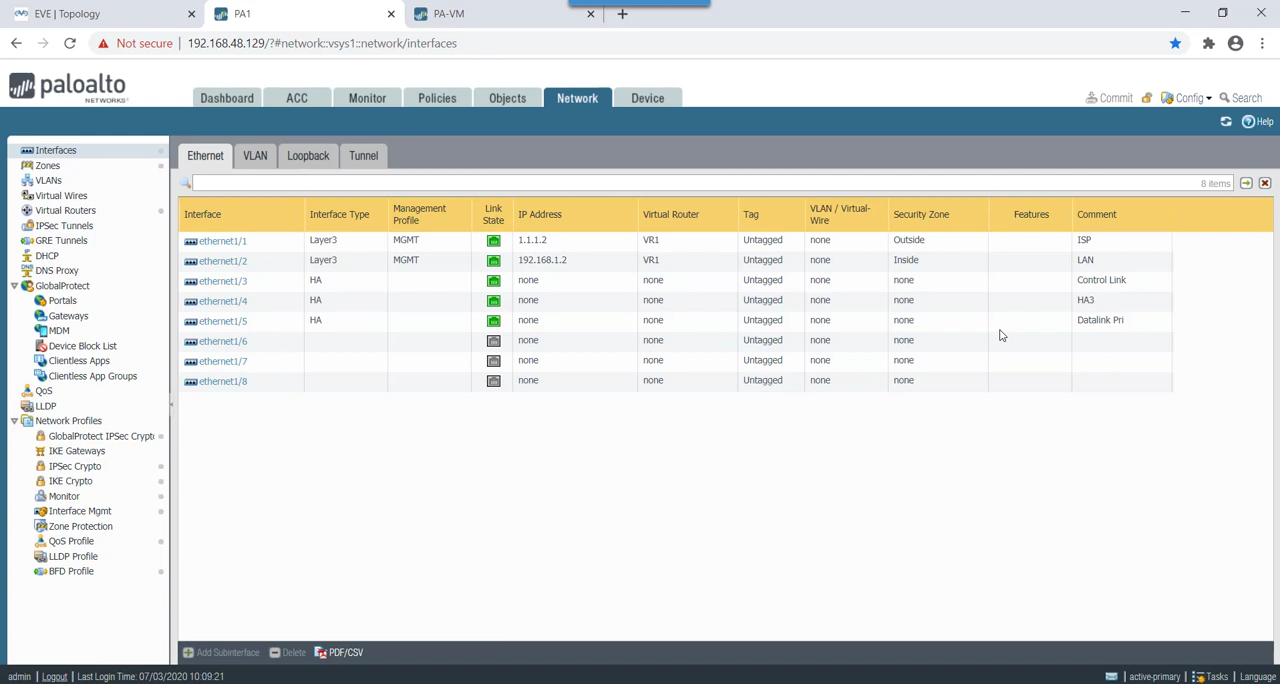 EVE | Topology
PA1
PA-VM
Not secure | 192.168.48.129/?#network::vsys1::network/interfaces
paloalto
NETWORKS®
Dashboard ACC Monitor Policies Objects Network Device
Commit Config Search
Help
Interfaces
Zones
VLANs
Virtual Wires
Virtual Routers
IPSec Tunnels
GRE Tunnels
DHCP
DNS Proxy
GlobalProtect
Portals
Gateways
MDM
Device Block List
Clientless Apps
Clientless App Groups
QoS
LLDP
Network Profiles
GlobalProtect IPSec Crypto
IKE Gateways
IPSec Crypto
IKE Crypto
Monitor
Interface Mgmt
Zone Protection
QoS Profile
LLDP Profile
BFD Profile
Ethernet VLAN Loopback Tunnel
8 items
Interface Interface Type Management Profile Link State IP Address Virtual Router Tag VLAN / Virtual-Wire Security Zone Features Comment
ethernet1/1 Layer3 MGMT 1.1.1.2 VR1 Untagged none Outside ISP
ethernet1/2 Layer3 MGMT 192.168.1.2 VR1 Untagged none Inside LAN
ethernet1/3 HA none none Untagged none none Control Link
ethernet1/4 HA none none Untagged none none HA3
ethernet1/5 HA none none Untagged none none Datalink Pri
ethernet1/6 none none Untagged none none
ethernet1/7 none none Untagged none none
ethernet1/8 none none Untagged none none
Add Subinterface Delete PDF/CSV
admin | Logout | Last Login Time: 07/03/2020 10:09:21
| active-primary | Tasks | Language